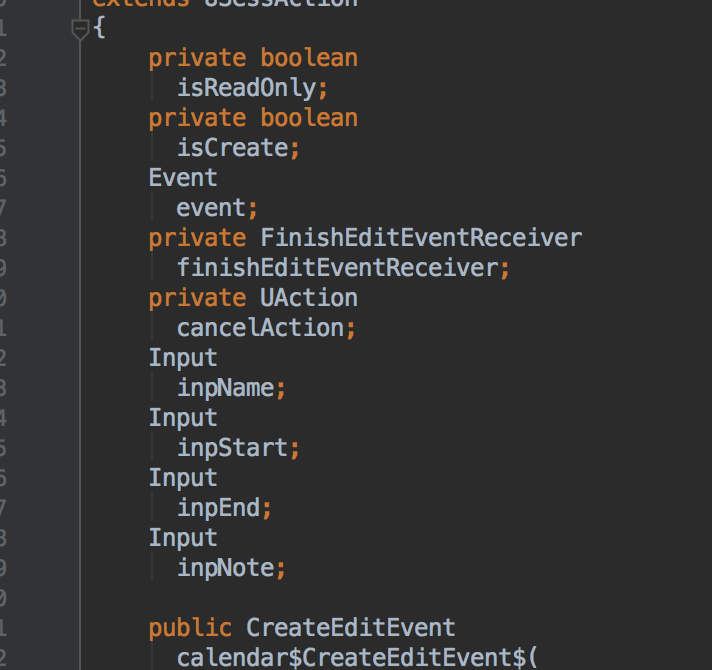 extends USessAction
1 {
2 private boolean
3 isReadOnly;
4 private boolean
5 isCreate;
6 Event
7 event;
8 private FinishEditEventReceiver
9 finishEditEventReceiver;
0 private UAction
1 cancelAction;
2 Input
3 inpName;
4 Input
5 inpStart;
6 Input
7 inpEnd;
8 Input
9 inpNote;
0
1 public CreateEditEvent
2 calendar$CreateEditEvent$(